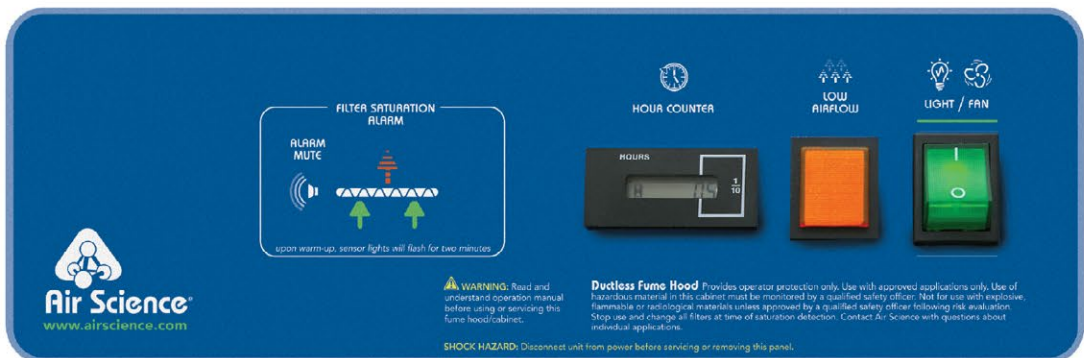 FILTER SATURATION
ALARM
ALARM
MUTE
upon warm-up, sensor lights will flash for two minutes
HOUR COUNTER
LOW
AIRFLOW
LIGHT / FAN
HOURS
1
10
I
O
Air Science®
www.airscience.com
WARNING: Read and
understand operation manual
before using or servicing this
fume hood/cabinet.
Ductless Fume Hood Provides operator protection only. Use with approved applications only. Use of
hazardous material in this cabinet must be monitored by a qualified safety officer. Not for use with explosive,
flammable or radiological materials unless approved by a qualified safety officer following risk evaluation.
Stop use and change all filters at time of saturation detection. Contact Air Science with questions about
individual applications.
SHOCK HAZARD: Disconnect unit from power before servicing or removing this panel.